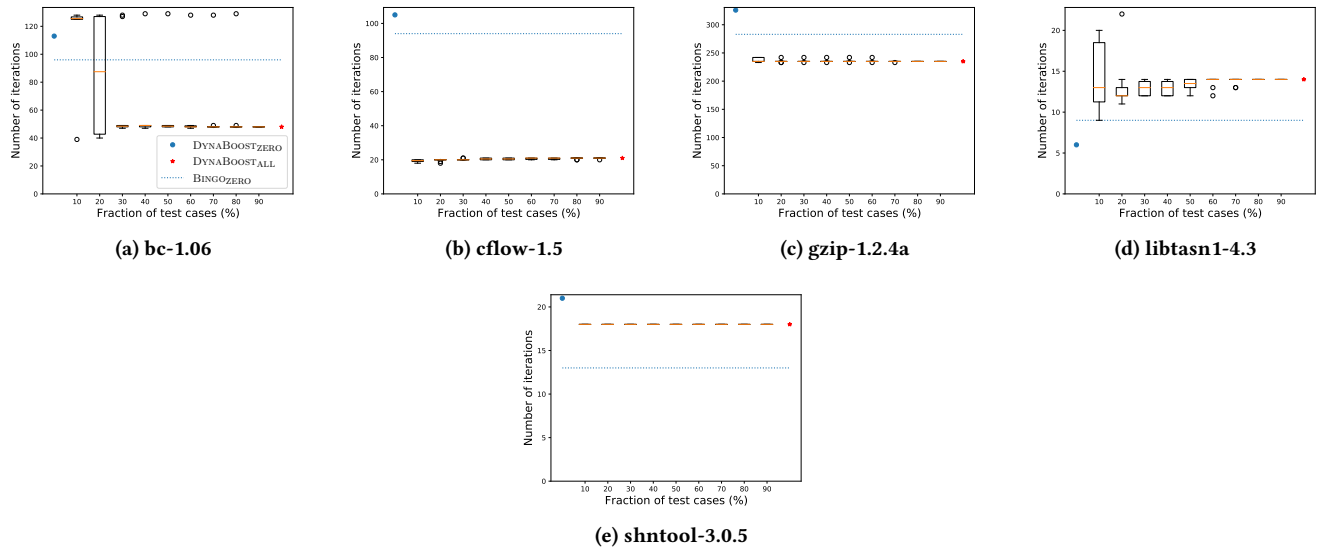 120
100
80
60
40
20
0
10 20 30 40 50 60 70 80 90
Number of iterations
Fraction of test cases (%)
DYNABOOSTZERO
DYNABOOSTALL
BINGOZERO
(a) bc-1.06
100
80
60
40
20
0
10 20 30 40 50 60 70 80 90
Number of iterations
Fraction of test cases (%)
(b) cflow-1.5
300
250
200
150
100
50
0
10 20 30 40 50 60 70 80 90
Number of iterations
Fraction of test cases (%)
(c) gzip-1.2.4a
20
15
10
5
0
10 20 30 40 50 60 70 80 90
Number of iterations
Fraction of test cases (%)
(d) libtasn1-4.3
20
15
10
5
0
10 20 30 40 50 60 70 80 90
Number of iterations
Fraction of test cases (%)
(e) shntool-3.0.5